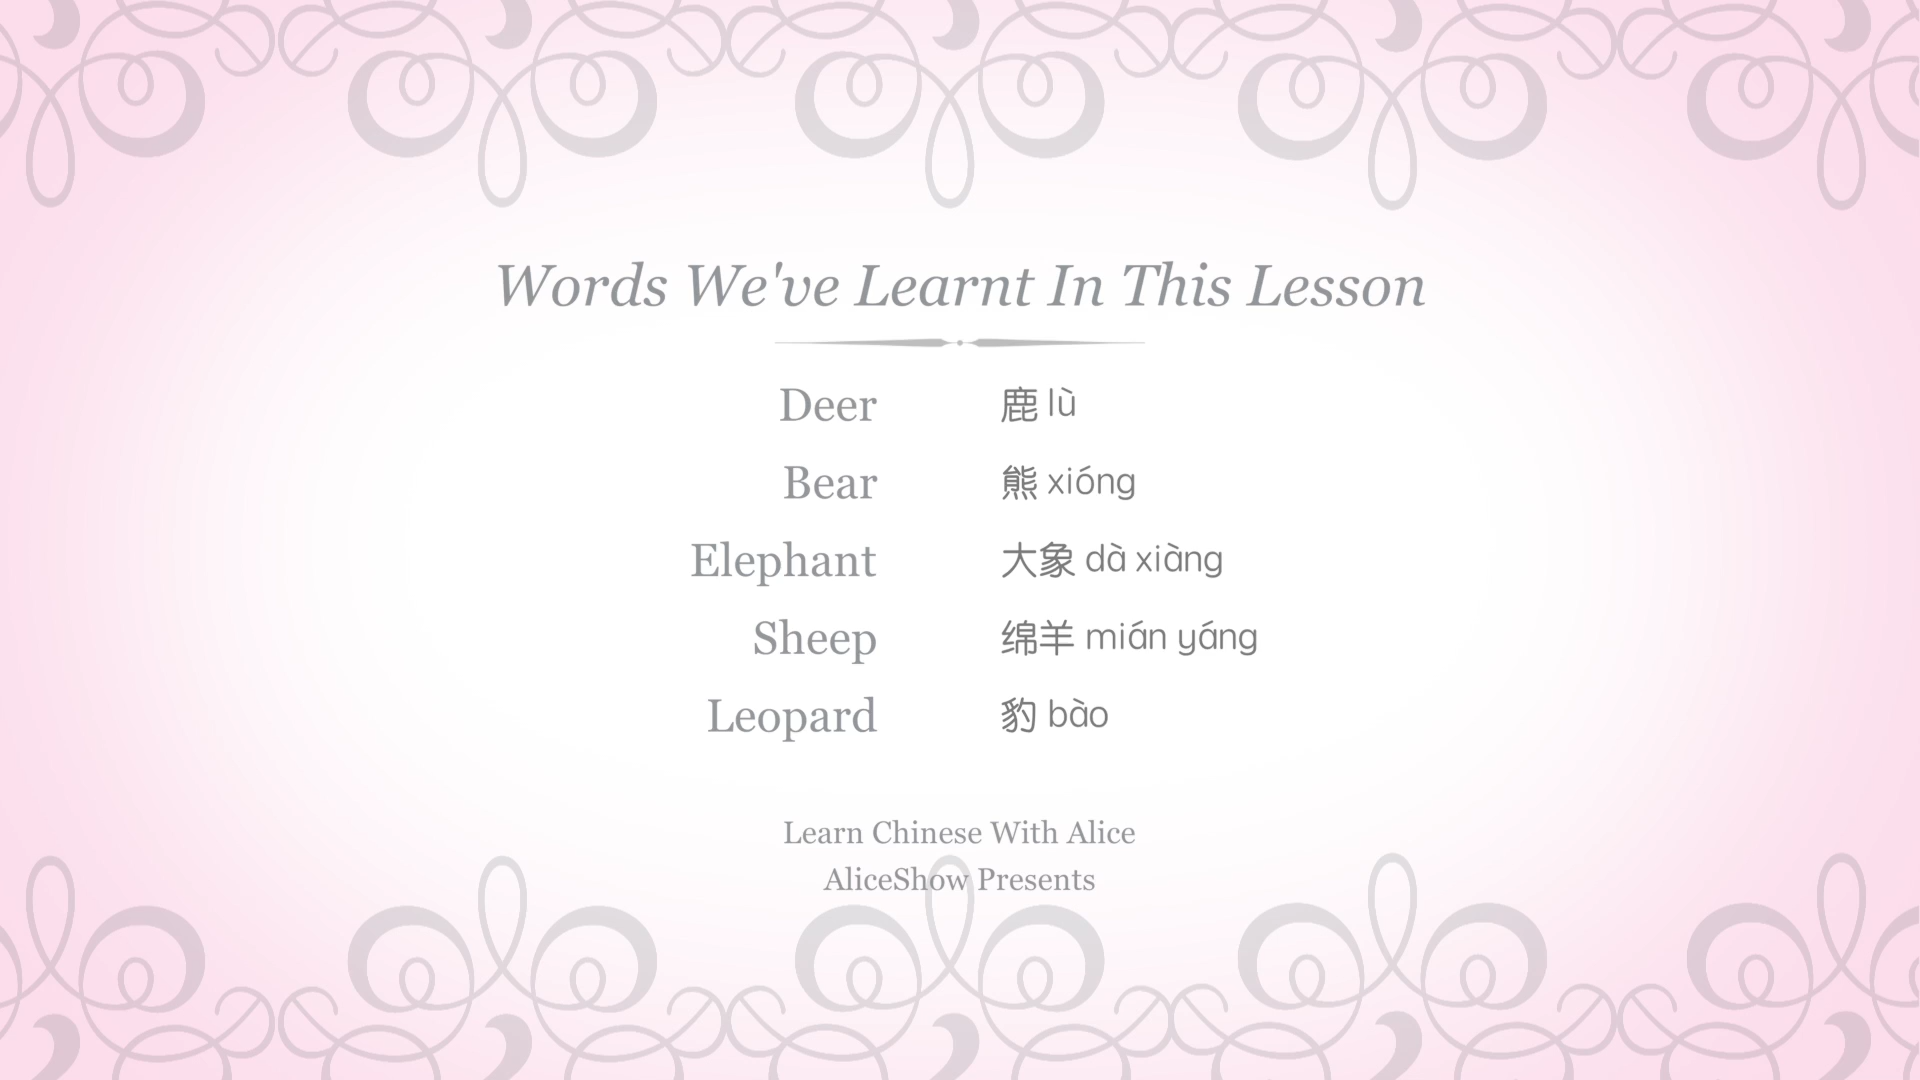 Words We've Learnt In This Lesson
Deer 鹿 lù
Bear 熊 xióng
Elephant 大象 dà xiàng
Sheep 绵羊 mián yáng
Leopard 豹 bào
Learn Chinese With Alice
AliceShow Presents